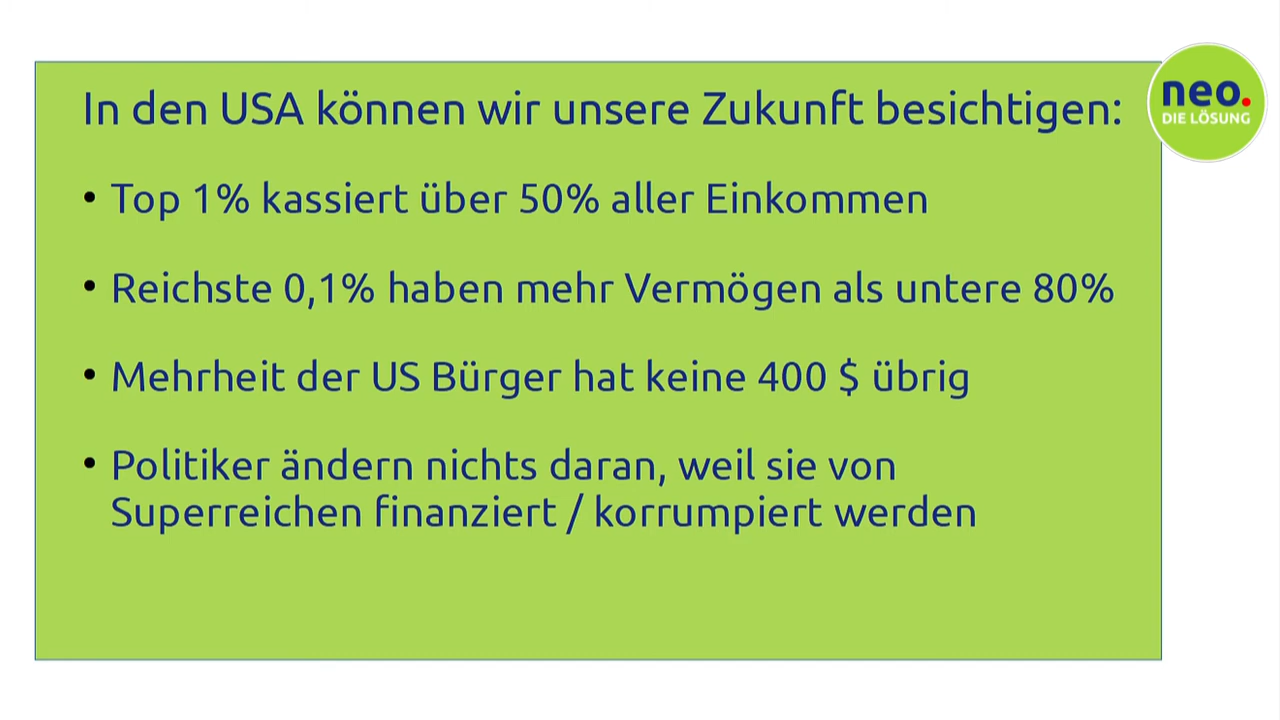 In den USA können wir unsere Zukunft besichtigen:
neo.
DIE LÖSUNG
• Top 1% kassiert über 50% aller Einkommen
• Reichste 0,1% haben mehr Vermögen als untere 80%
• Mehrheit der US Bürger hat keine 400 $ übrig
• Politiker ändern nichts daran, weil sie von
Superreichen finanziert / korrumpiert werden